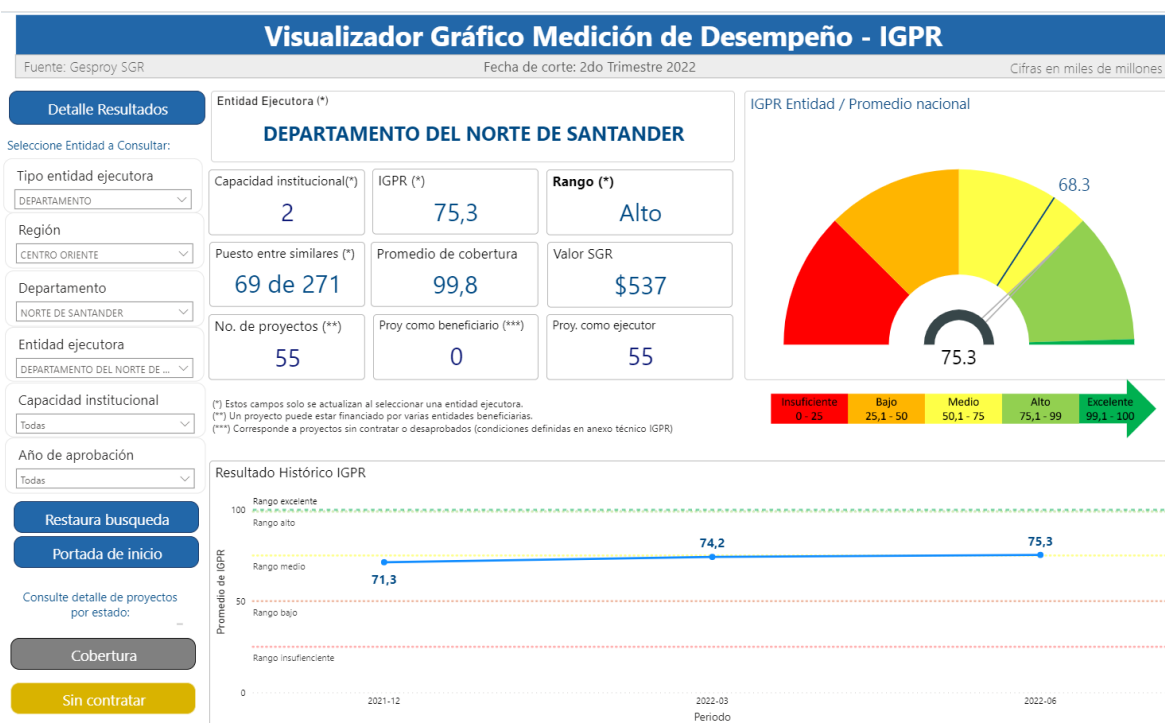 Visualizador Gráfico Medición de Desempeño - IGPR
Fuente: Gesproy SGR
Fecha de corte: 2do Trimestre 2022
Cifras en miles de millones
Detalle Resultados
Seleccione Entidad a Consultar:
Tipo entidad ejecutora
DEPARTAMENTO
Región
CENTRO ORIENTE
Departamento
NORTE DE SANTANDER
Entidad ejecutora
DEPARTAMENTO DEL NORTE DE ...
Capacidad institucional
Todas
Año de aprobación
Todas
Restaura busqueda
Portada de inicio
Consulte detalle de proyectos
por estado:
Cobertura
Sin contratar
Entidad Ejecutora (*)
DEPARTAMENTO DEL NORTE DE SANTANDER
Capacidad institucional(*)
2
IGPR (*)
75,3
Rango (*)
Alto
Puesto entre similares (*)
69 de 271
Promedio de cobertura
99,8
Valor SGR
$537
No. de proyectos (**)
55
Proy como beneficiario (***)
0
Proy. como ejecutor
55
(*) Estos campos solo se actualizan al seleccionar una entidad ejecutora.
(**) Un proyecto puede estar financiado por varias entidades beneficiarias.
(***) Corresponde a proyectos sin contratar o desaprobados (condiciones definidas en anexo técnico IGPR)
IGPR Entidad / Promedio nacional
68.3
75.3
Insuficiente
0 - 25
Bajo
25,1 - 50
Medio
50,1 - 75
Alto
75,1 - 99
Excelente
99,1 - 100
Resultado Histórico IGPR
Promedio de IGPR
100
50
0
Rango excelente
Rango alto
Rango medio
Rango bajo
Rango insufienciente
71,3
74,2
75,3
2021-12
2022-03
2022-06
Periodo